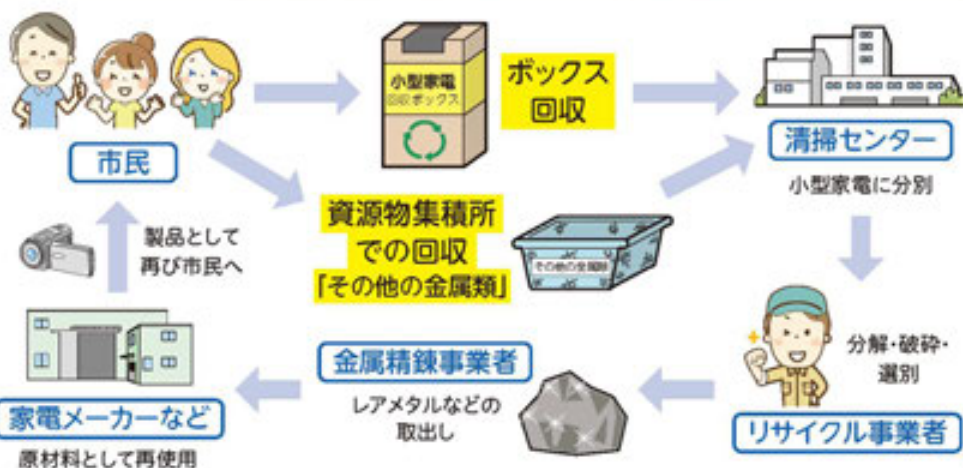 小型家電
回収ボックス
ボックス
回収
市民
清掃センター
小型家電に分別
資源物集積所
での回収
「その他の金属類」
その他の金属類
製品として
再び市民へ
分解・破砕・
選別
金属精錬事業者
レアメタルなどの
取出し
家電メーカーなど
原材料として再使用
リサイクル事業者